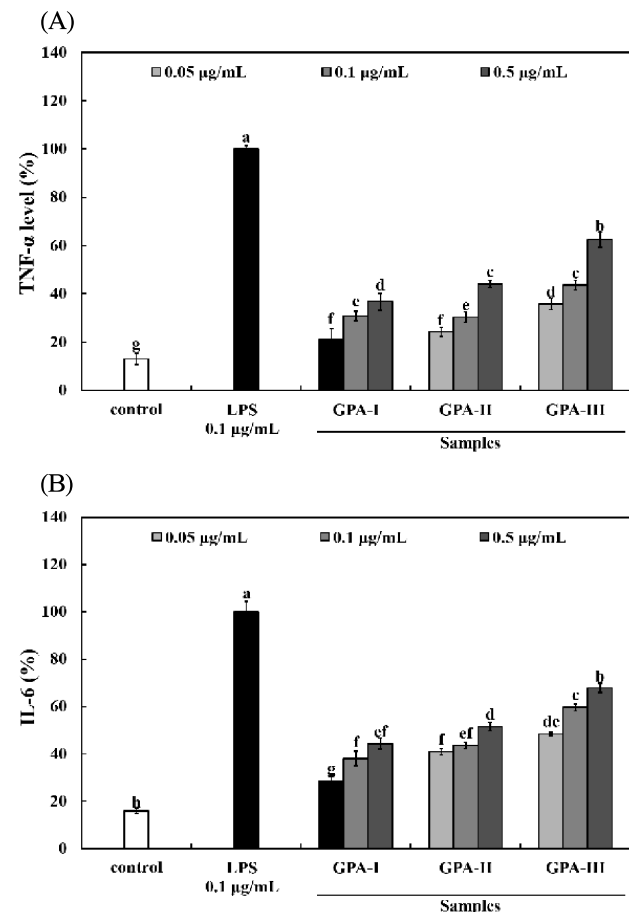 (A)
140
120
100
80
60
40
20
0
TNF-α level (%)
0.05 µg/mL 0.1 µg/mL 0.5 µg/mL
g
a
f e d
f e c
d c b
control LPS GPA-I GPA-II GPA-III
0.1 µg/mL
Samples
(B)
140
120
100
80
60
40
20
0
IL-6 (%)
0.05 µg/mL 0.1 µg/mL 0.5 µg/mL
h
a
g f ef
f ef d
de c b
control LPS GPA-I GPA-II GPA-III
0.1 µg/mL
Samples